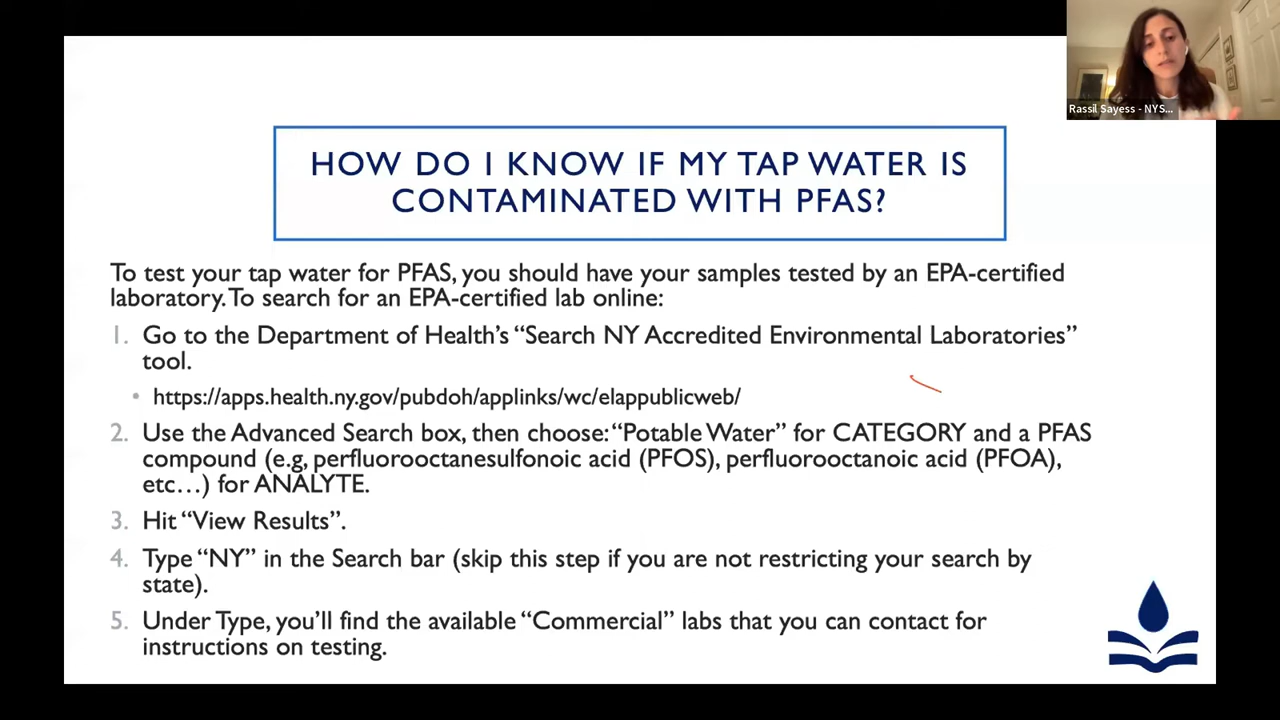 Rassil Sayess - NYS...
HOW DO I KNOW IF MY TAP WATER IS
CONTAMINATED WITH PFAS?
To test your tap water for PFAS, you should have your samples tested by an EPA-certified
laboratory. To search for an EPA-certified lab online:
1. Go to the Department of Health’s “Search NY Accredited Environmental Laboratories”
tool.
• https://apps.health.ny.gov/pubdoh/applinks/wc/elappublicweb/
2. Use the Advanced Search box, then choose: “Potable Water” for CATEGORY and a PFAS
compound (e.g, perfluorooctanesulfonoic acid (PFOS), perfluorooctanoic acid (PFOA),
etc…) for ANALYTE.
3. Hit “View Results”.
4. Type “NY” in the Search bar (skip this step if you are not restricting your search by
state).
5. Under Type, you’ll find the available “Commercial” labs that you can contact for
instructions on testing.